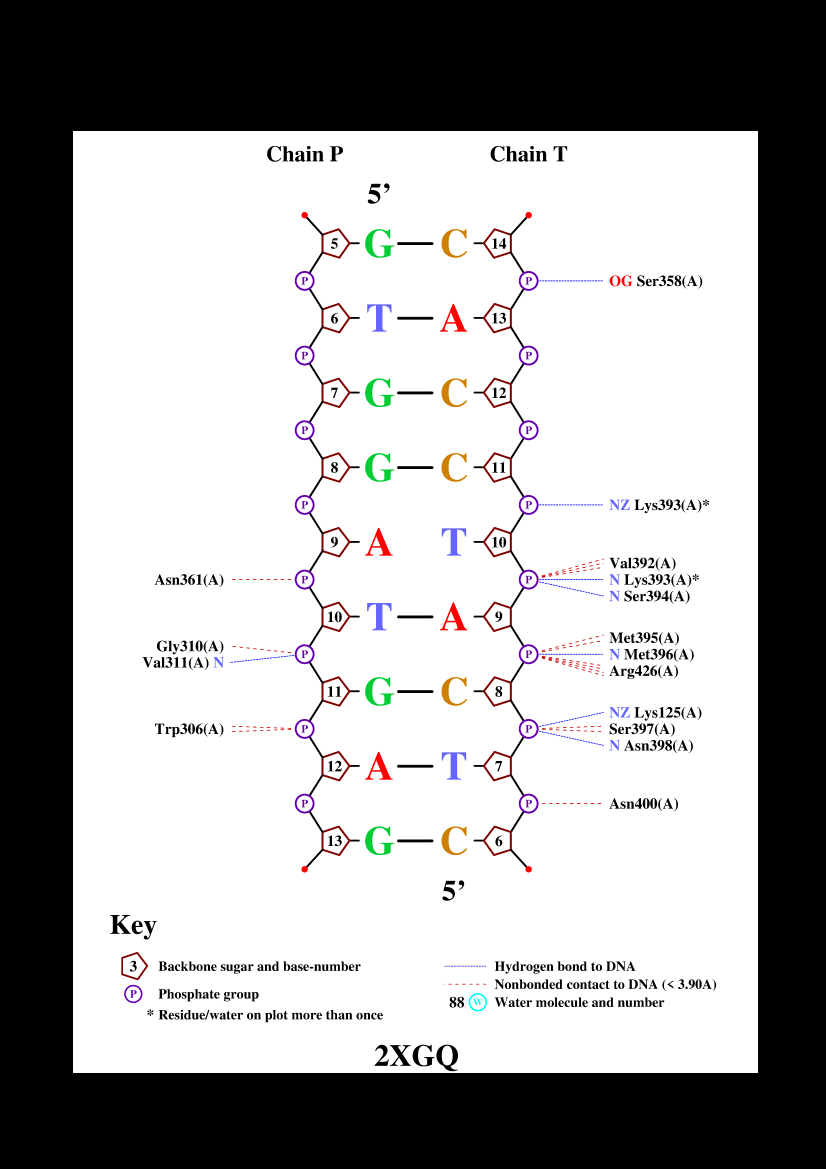 Chain P Chain T
5’
5 G C 14
P P OG Ser358(A)
6 T A 13
P P
7 G C 12
P P
8 G C 11
P P NZ Lys393(A)*
9 A T 10
Val392(A)
Asn361(A) P P N Lys393(A)*
N Ser394(A)
10 T A 9
Met395(A)
Gly310(A)
P P N Met396(A)
Val311(A) N
Arg426(A)
11 G C 8
NZ Lys125(A)
Trp306(A) P P Ser397(A)
N Asn398(A)
12 A T 7
P P Asn400(A)
13 G C 6
5’
Key
3 Backbone sugar and base-number
P Phosphate group
* Residue/water on plot more than once
Hydrogen bond to DNA
Nonbonded contact to DNA (< 3.90A)
88 W Water molecule and number
2XGQ